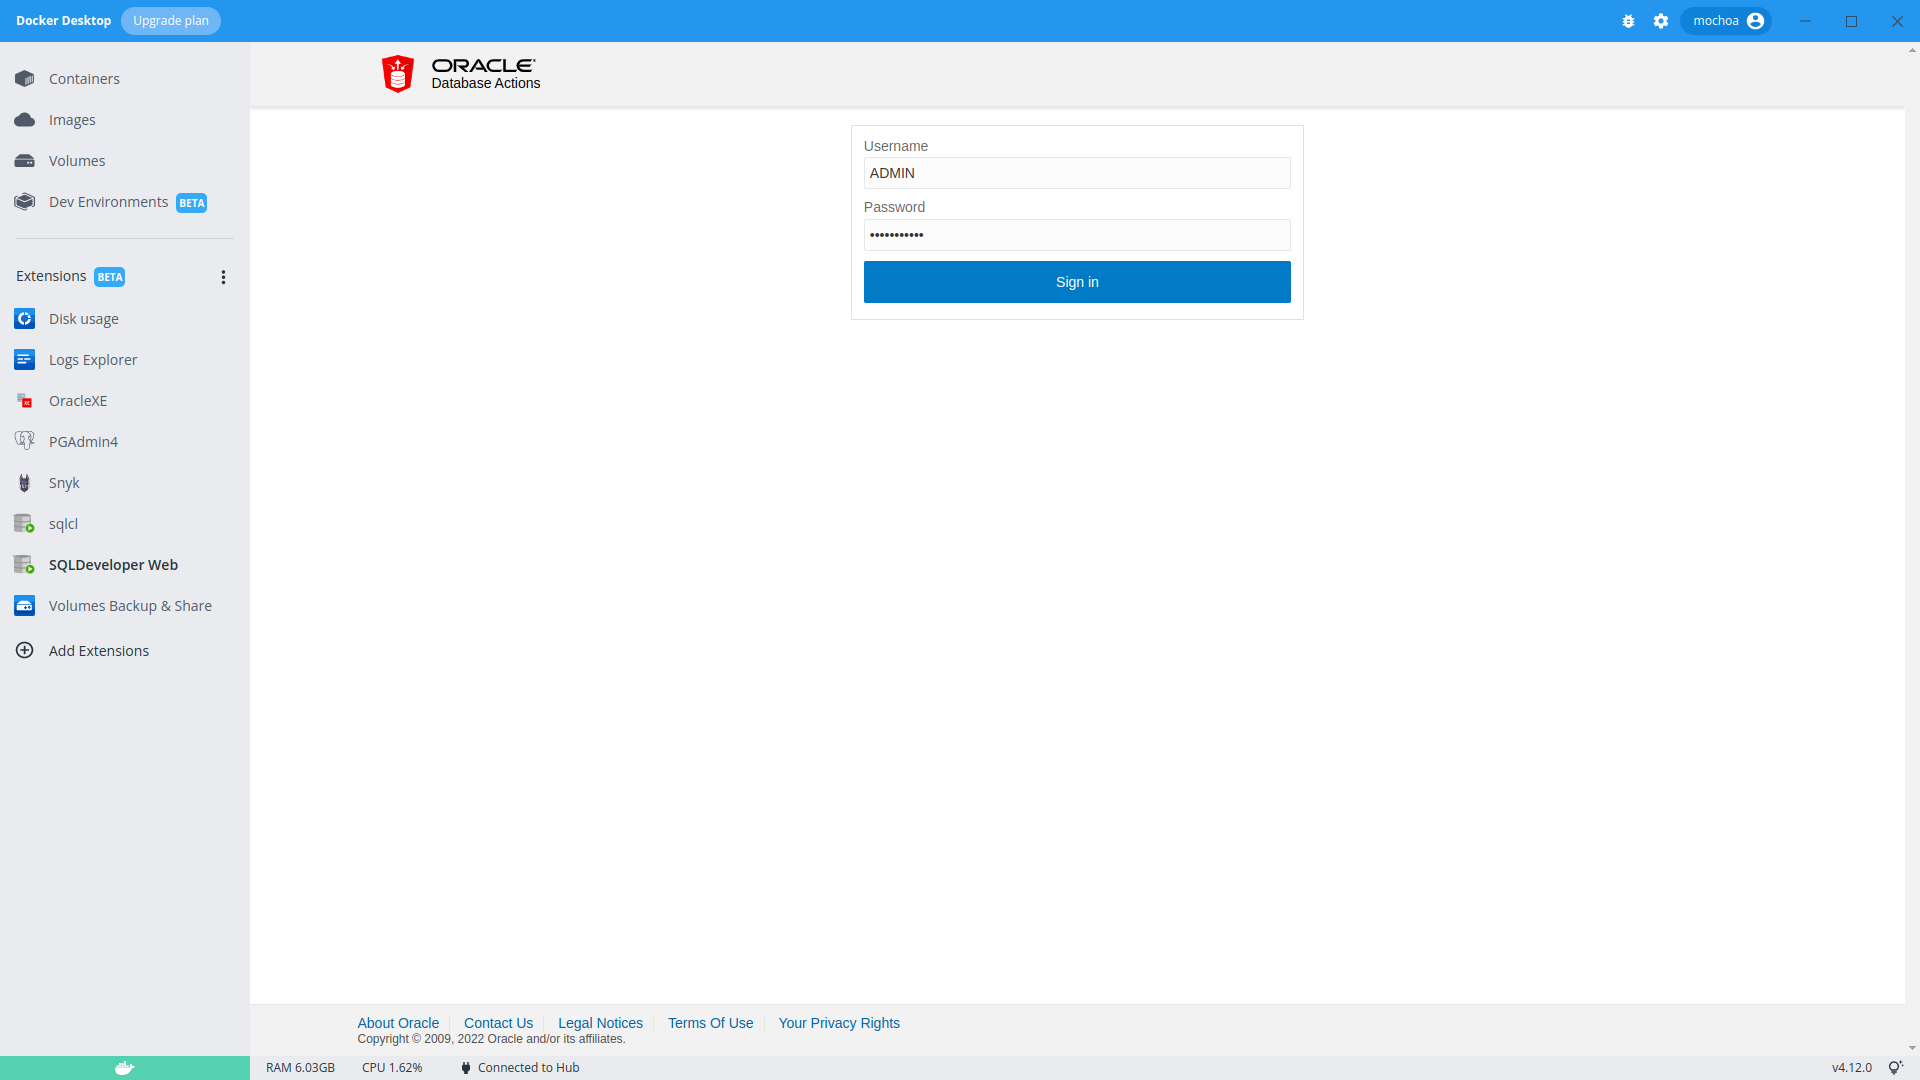 Docker Desktop
Upgrade plan
mochoa
Containers
Images
Volumes
Dev Environments BETA
Extensions BETA
Disk usage
Logs Explorer
OracleXE
PGAdmin4
Snyk
sqlcl
SQLDeveloper Web
Volumes Backup & Share
Add Extensions
ORACLE
Database Actions
Username
ADMIN
Password
•••••••••••
Sign in
About Oracle
Contact Us
Legal Notices
Terms Of Use
Your Privacy Rights
Copyright © 2009, 2022 Oracle and/or its affiliates.
RAM 6.03GB
CPU 1.62%
Connected to Hub
v4.12.0